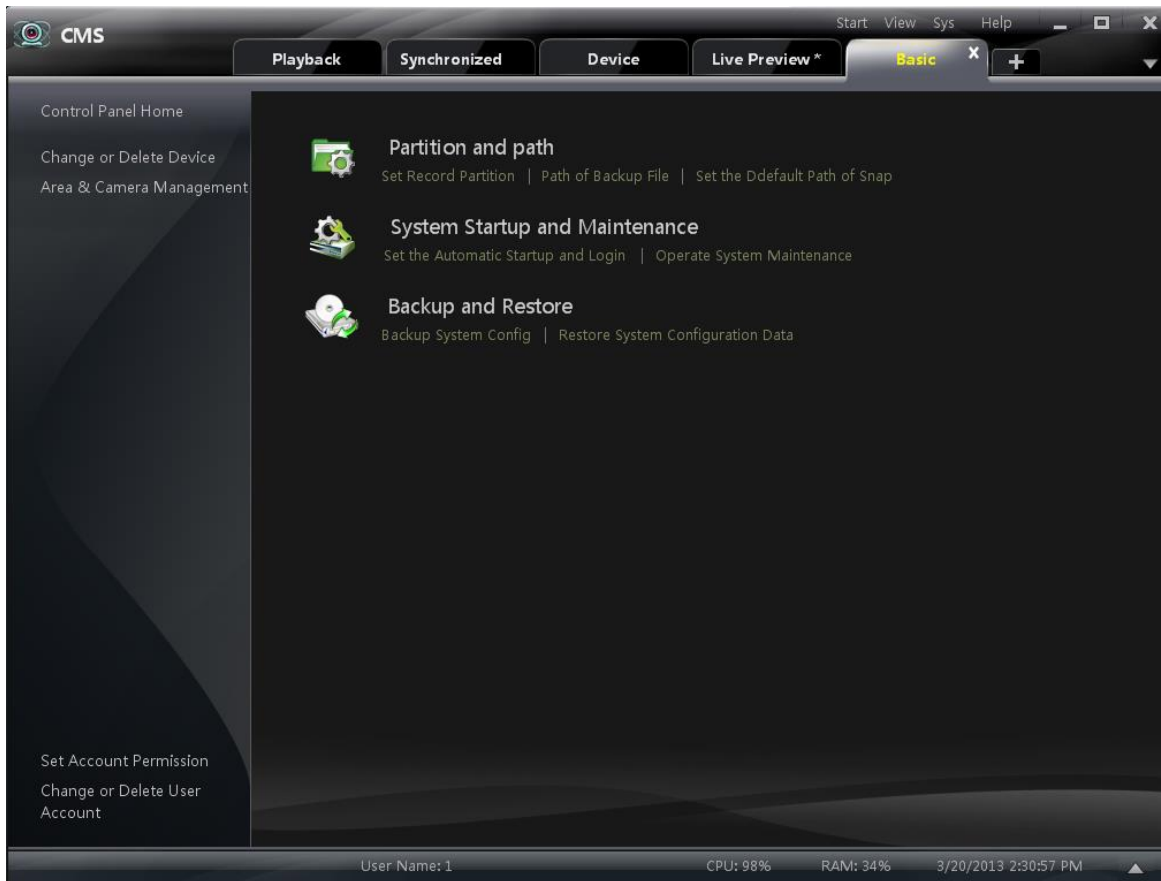 CMS
Start View Sys Help
Playback Synchronized Device Live Preview * Basic
Control Panel Home
Change or Delete Device
Area & Camera Management
Partition and path
Set Record Partition | Path of Backup File | Set the Ddefault Path of Snap
System Startup and Maintenance
Set the Automatic Startup and Login | Operate System Maintenance
Backup and Restore
Backup System Config | Restore System Configuration Data
Set Account Permission
Change or Delete User
Account
User Name: 1 CPU: 98% RAM: 34% 3/20/2013 2:30:57 PM